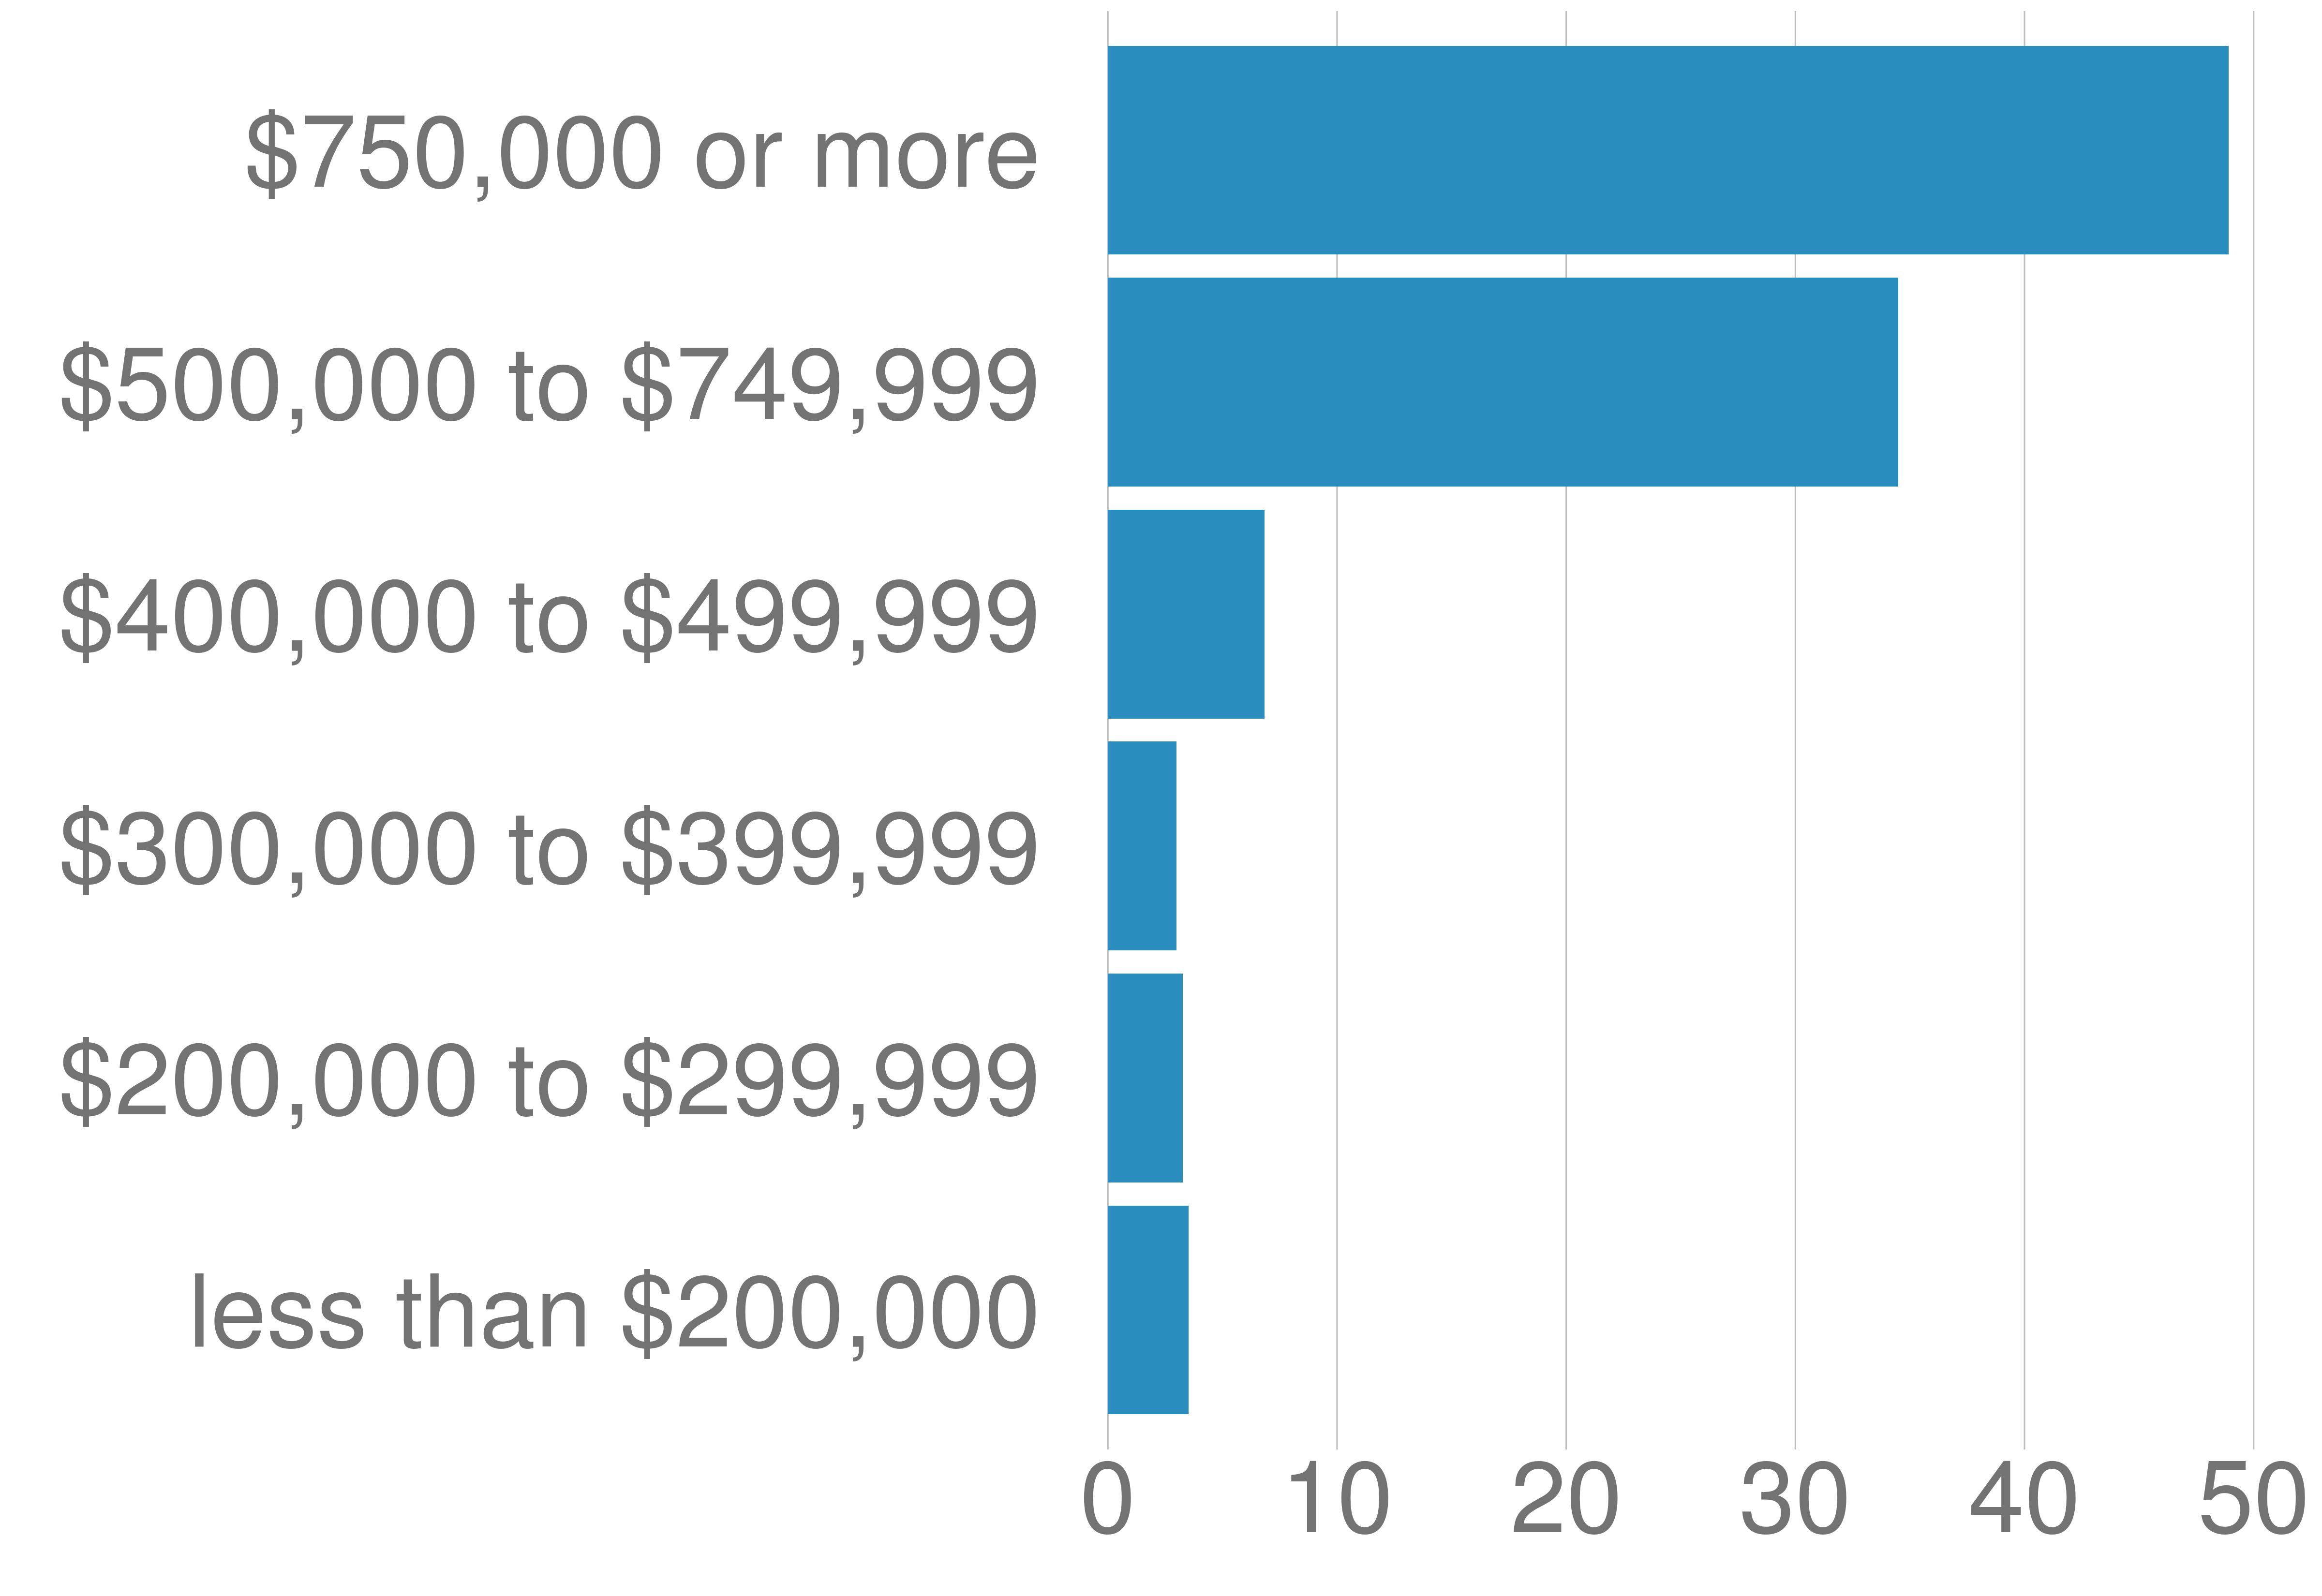 $750,000 or more
$500,000 to $749,999
$400,000 to $499,999
$300,000 to $399,999
$200,000 to $299,999
less than $200,000
0 10 20 30 40 50